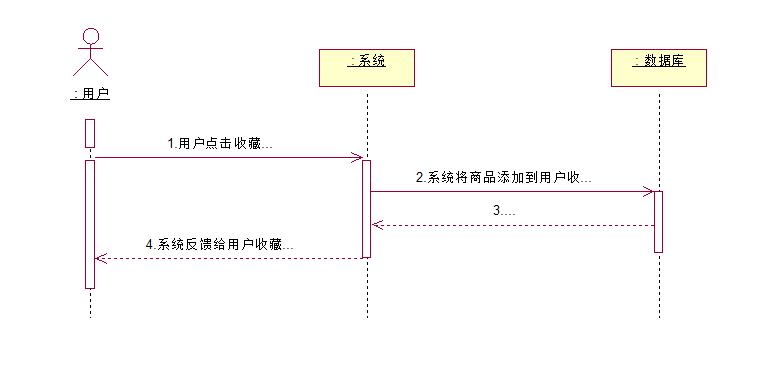 : 系统
: 数据库
: 用户
1.用户点击收藏...
2.系统将商品添加到用户收...
3....
4.系统反馈给用户收藏...